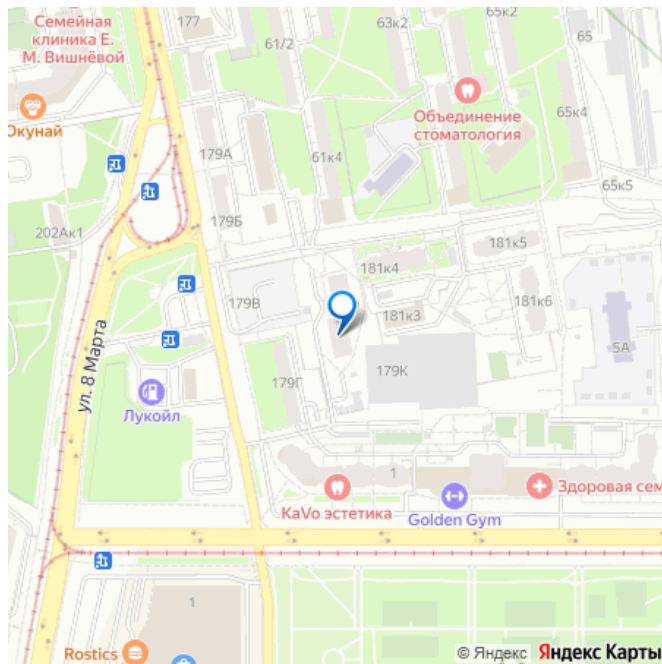 Семейная
клиника Е.
М. Вишнёвой
177
61/2
63к2
65к2
65
Окунай
Объединение
стоматология
65к4
179А
61к4
65к5
202Ак1
179Б
181к5
181к4
179В
181к3
181к6
ул. 8 Марта
5А
179Г
179К
Лукойл
1
Здоровая сем
KaVo эстетика
Golden Gym
1
Rostics
© Яндекс Яндекс Карты